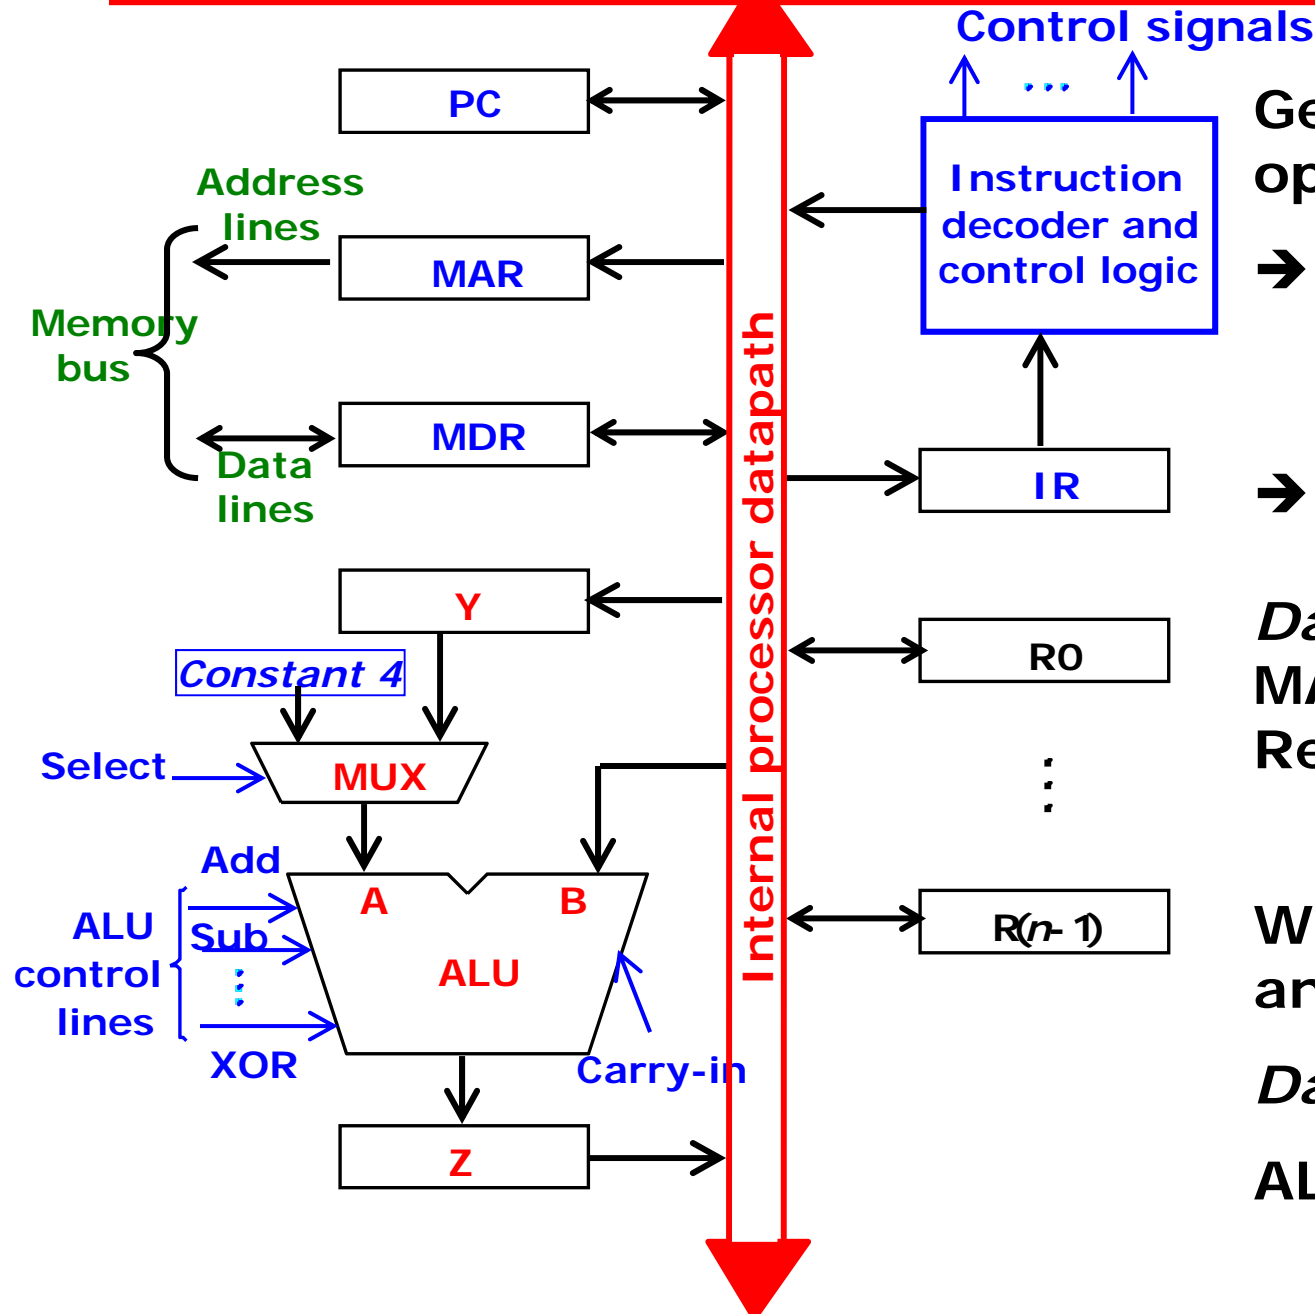 Control signals
PC
Address
lines
Instruction
decoder and
control logic
MAR
Memory
bus
MDR
Data
lines
IR
Internal processor datapath
Y
Constant 4
R0
Select
MUX
Add
A
B
ALU
control
lines
Sub
ALU
R(n-1)
XOR
Carry-in
Z